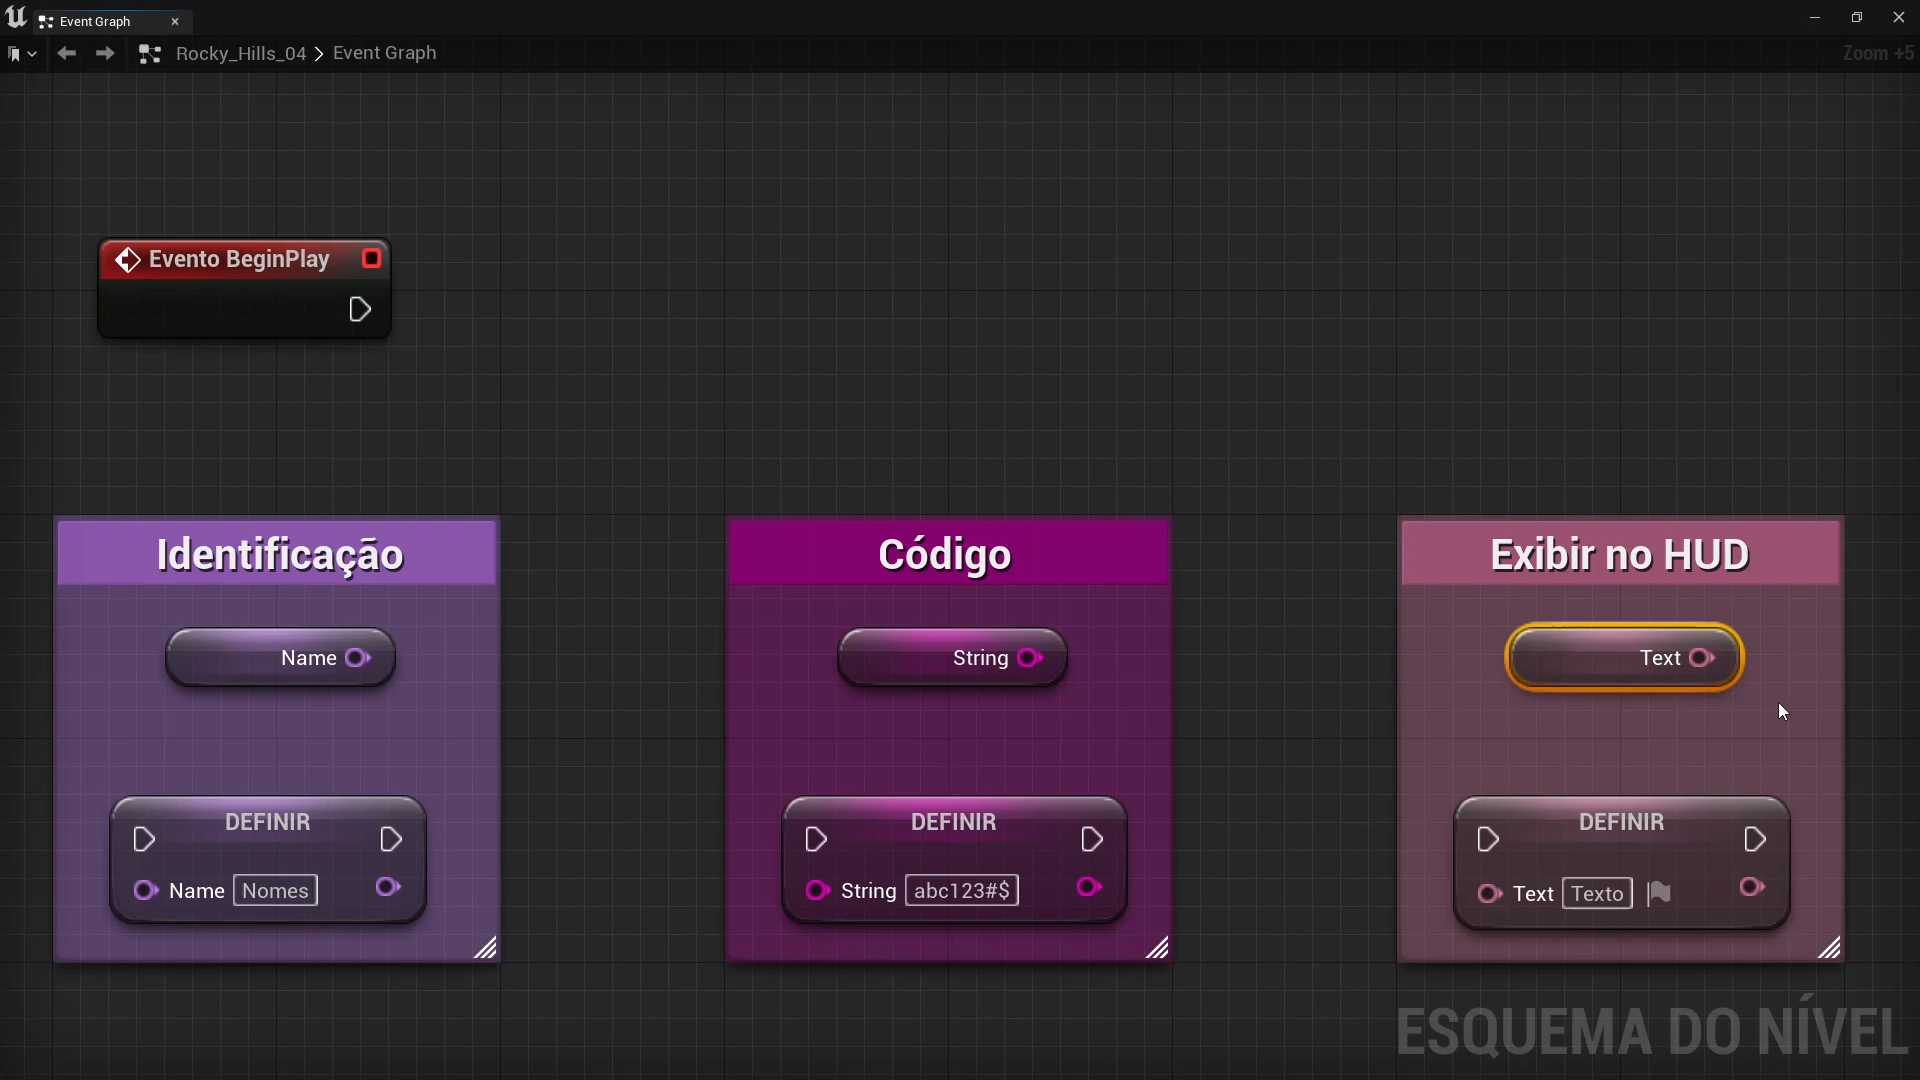 Event Graph
Rocky_Hills_04 > Event Graph
Zoom +5
Evento BeginPlay
Identificação
Name
DEFINIR
Name Nomes
Código
String
DEFINIR
String abc123#$
Exibir no HUD
Text
DEFINIR
Text Texto
ESQUEMA DO NÍVEL